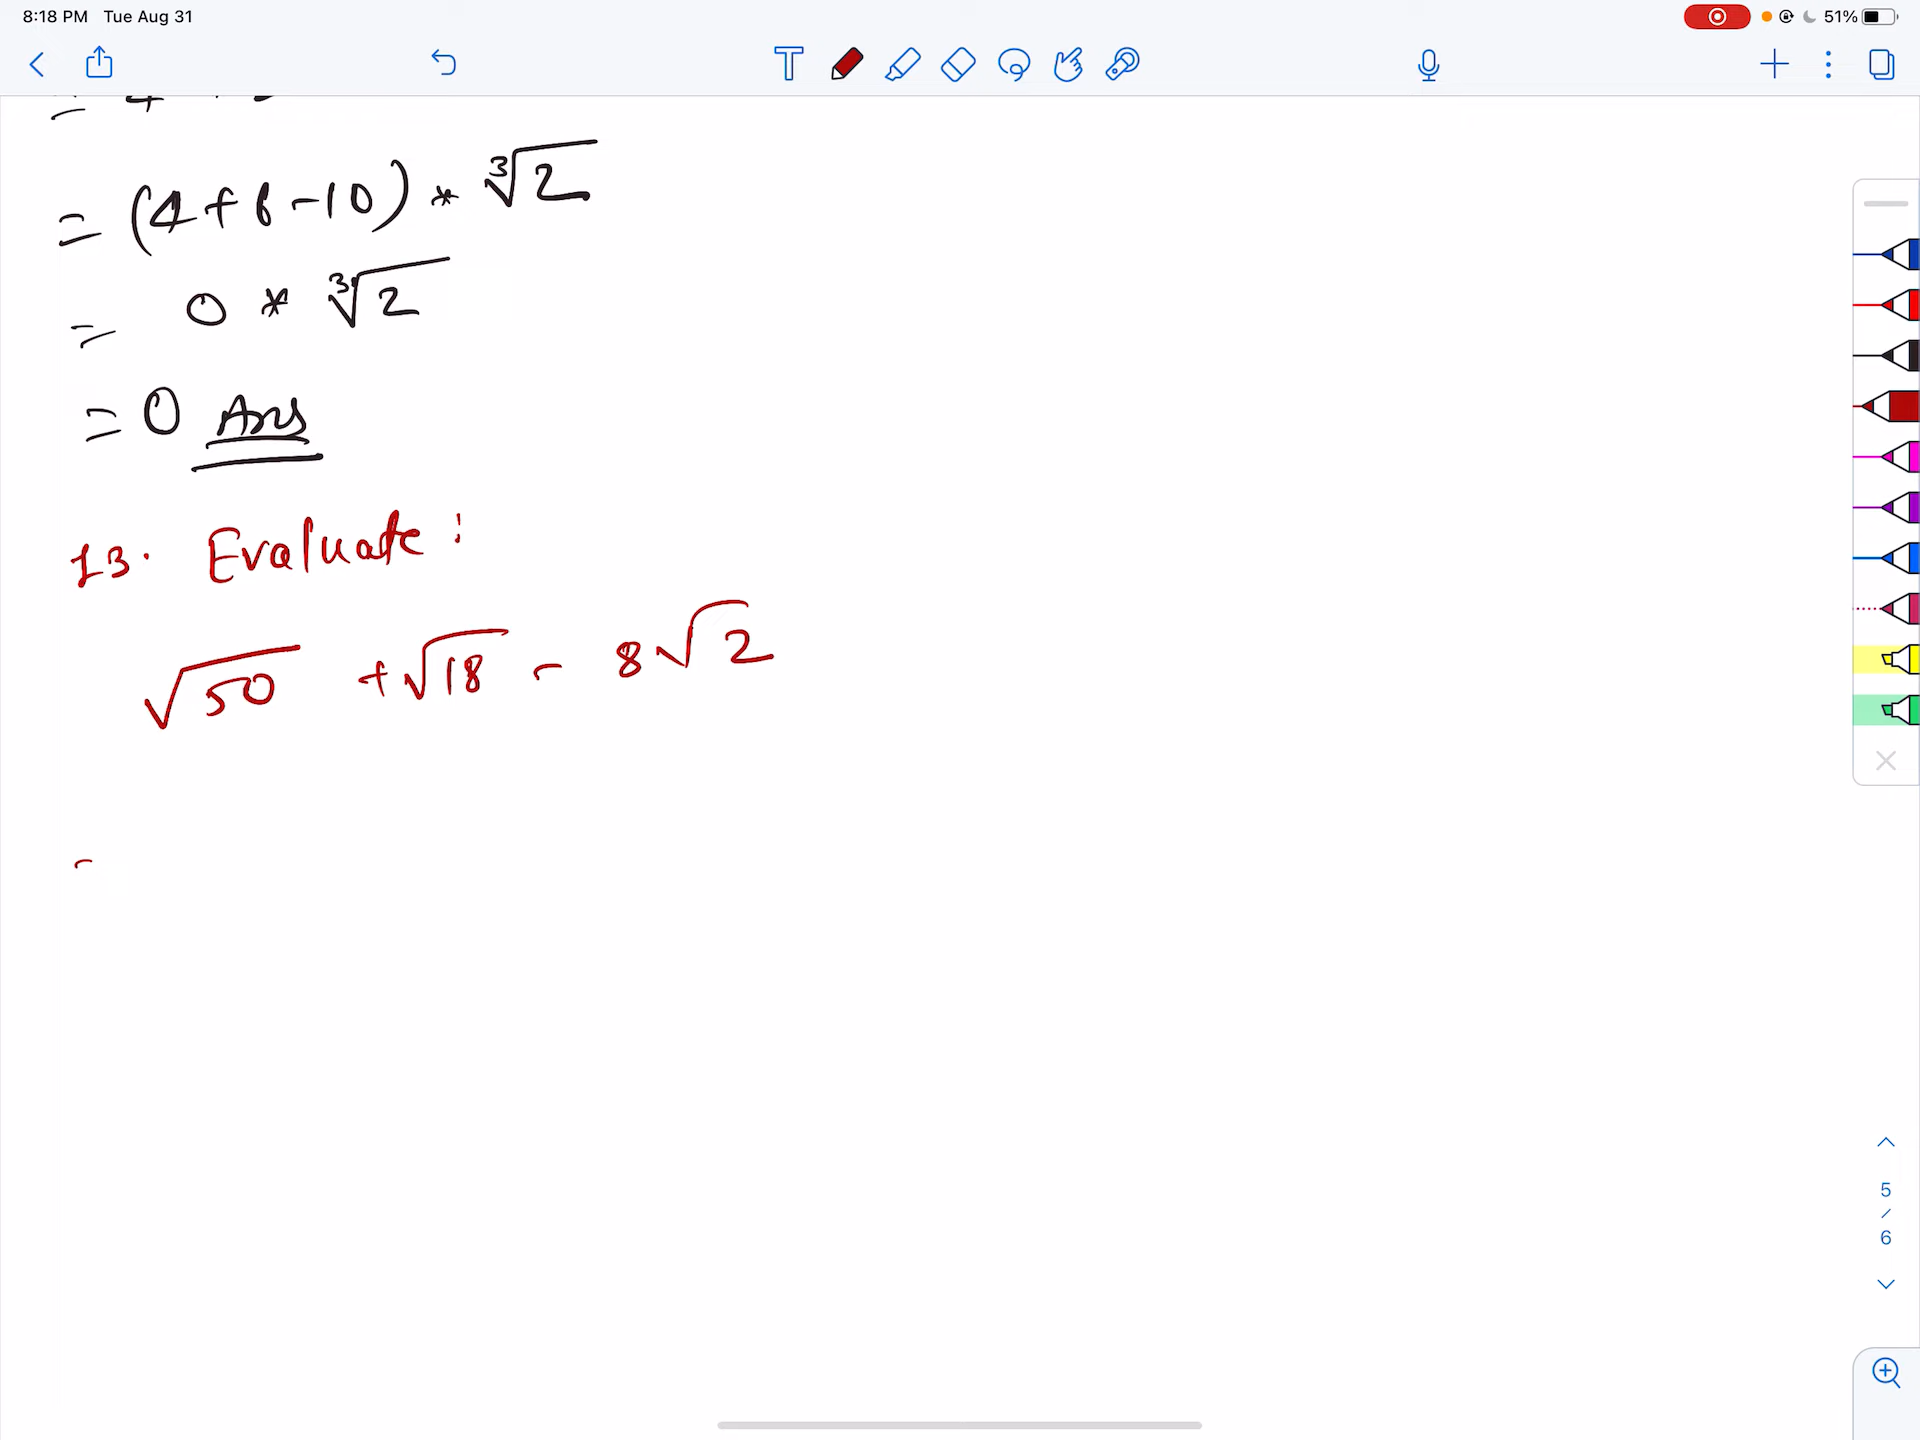 8:18 PM Tue Aug 31
51%
= (4+6-10) * ∛2
= 0 * ∛2
= 0 Ans
13. Evaluate:
√50 + √18 - 8√2
5
/
6